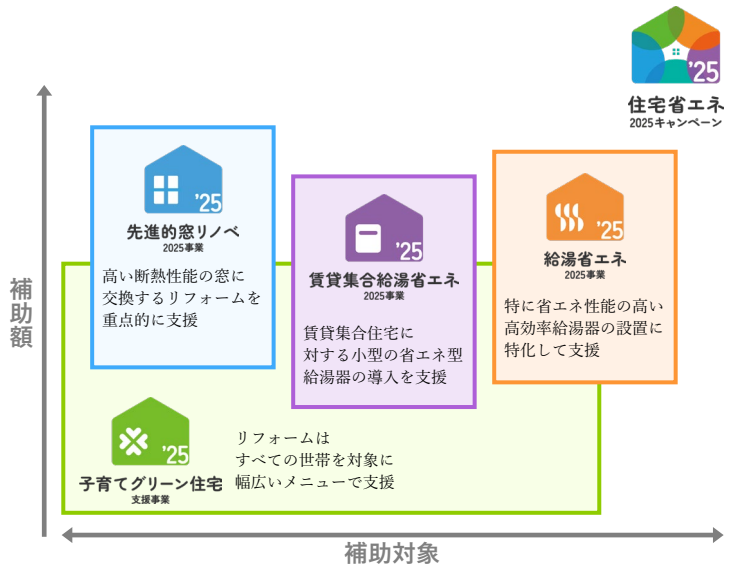 '25
住宅省エネ
2025キャンペーン
補助額
'25
先進的窓リノベ
2025事業
高い断熱性能の窓に
交換するリフォームを
重点的に支援
'25
賃貸集合給湯省エネ
2025事業
賃貸集合住宅に
対する小型の省エネ型
給湯器の導入を支援
'25
給湯省エネ
2025事業
特に省エネ性能の高い
高効率給湯器の設置に
特化して支援
'25
子育てグリーン住宅
支援事業
リフォームは
すべての世帯を対象に
幅広いメニューで支援
補助対象